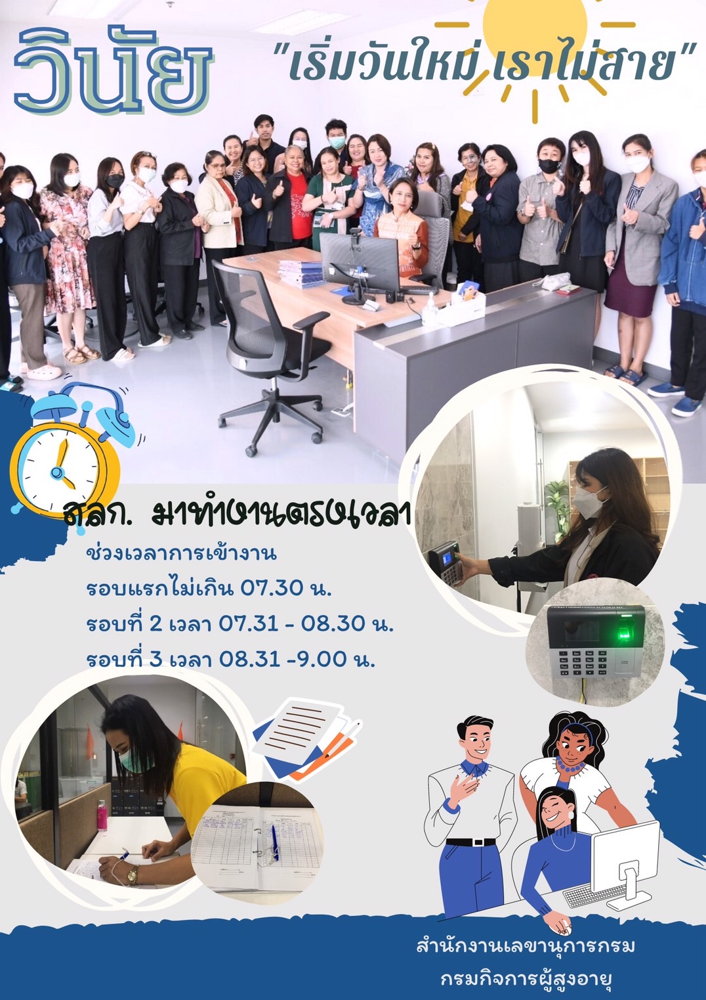 วินัย
"เริ่มวันใหม่ เราไม่สาย"
สลก. มาทำงานตรงเวลา
ช่วงเวลาการเข้างาน
รอบแรกไม่เกิน 07.30 น.
รอบที่ 2 เวลา 07.31 - 08.30 น.
รอบที่ 3 เวลา 08.31 -9.00 น.
สำนักงานเลขานุการกรม
กรมกิจการผู้สูงอายุ